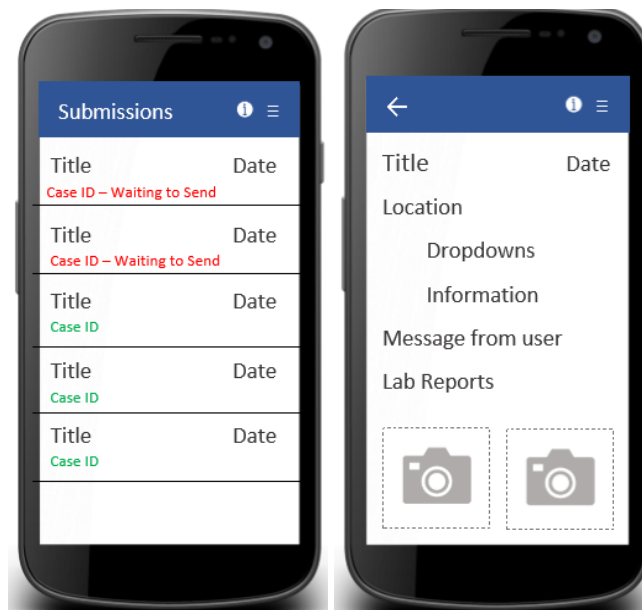 Submissions
Title Date
Case ID – Waiting to Send
Title Date
Case ID – Waiting to Send
Title Date
Case ID
Title Date
Case ID
Title Date
Case ID
Title Date
Location
Dropdowns
Information
Message from user
Lab Reports